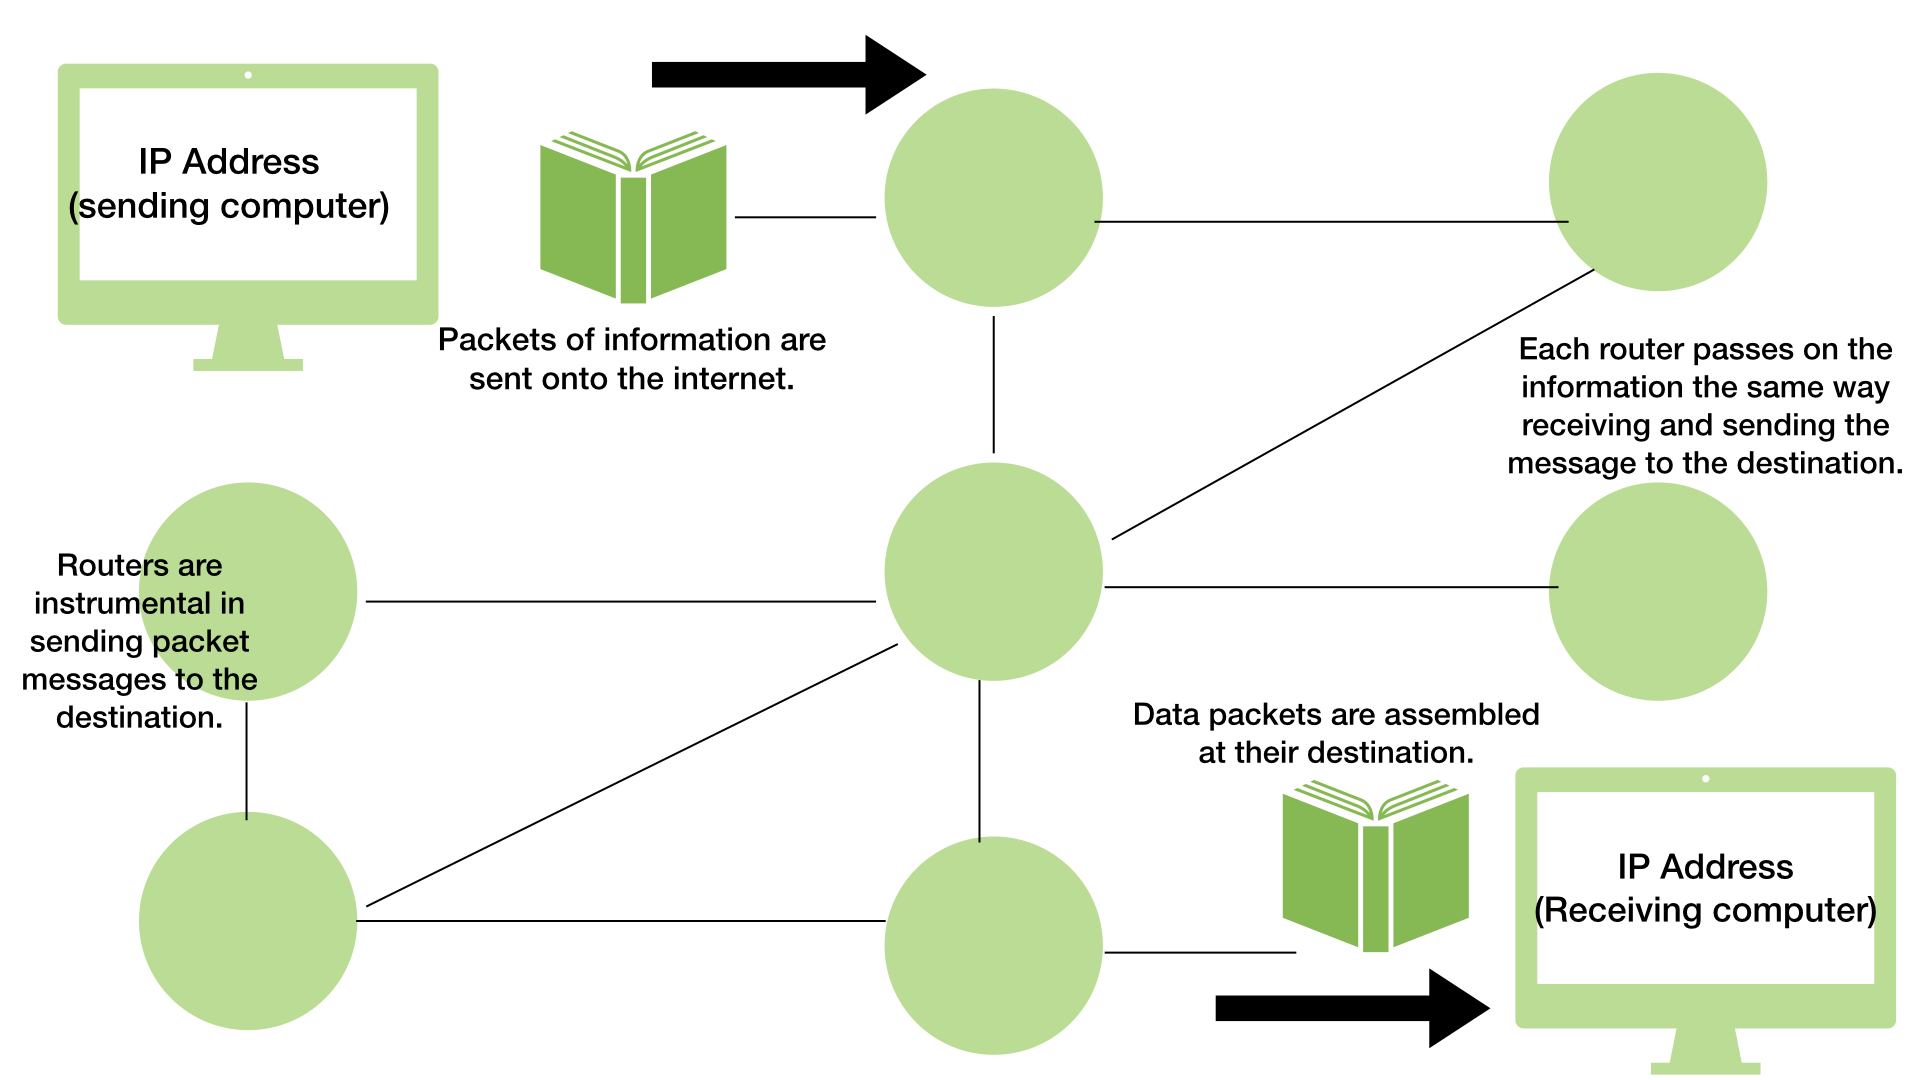 IP Address
(sending computer)
Packets of information are
sent onto the internet.
Each router passes on the
information the same way
receiving and sending the
message to the destination.
Routers are
instrumental in
sending packet
messages to the
destination.
Data packets are assembled
at their destination.
IP Address
(Receiving computer)